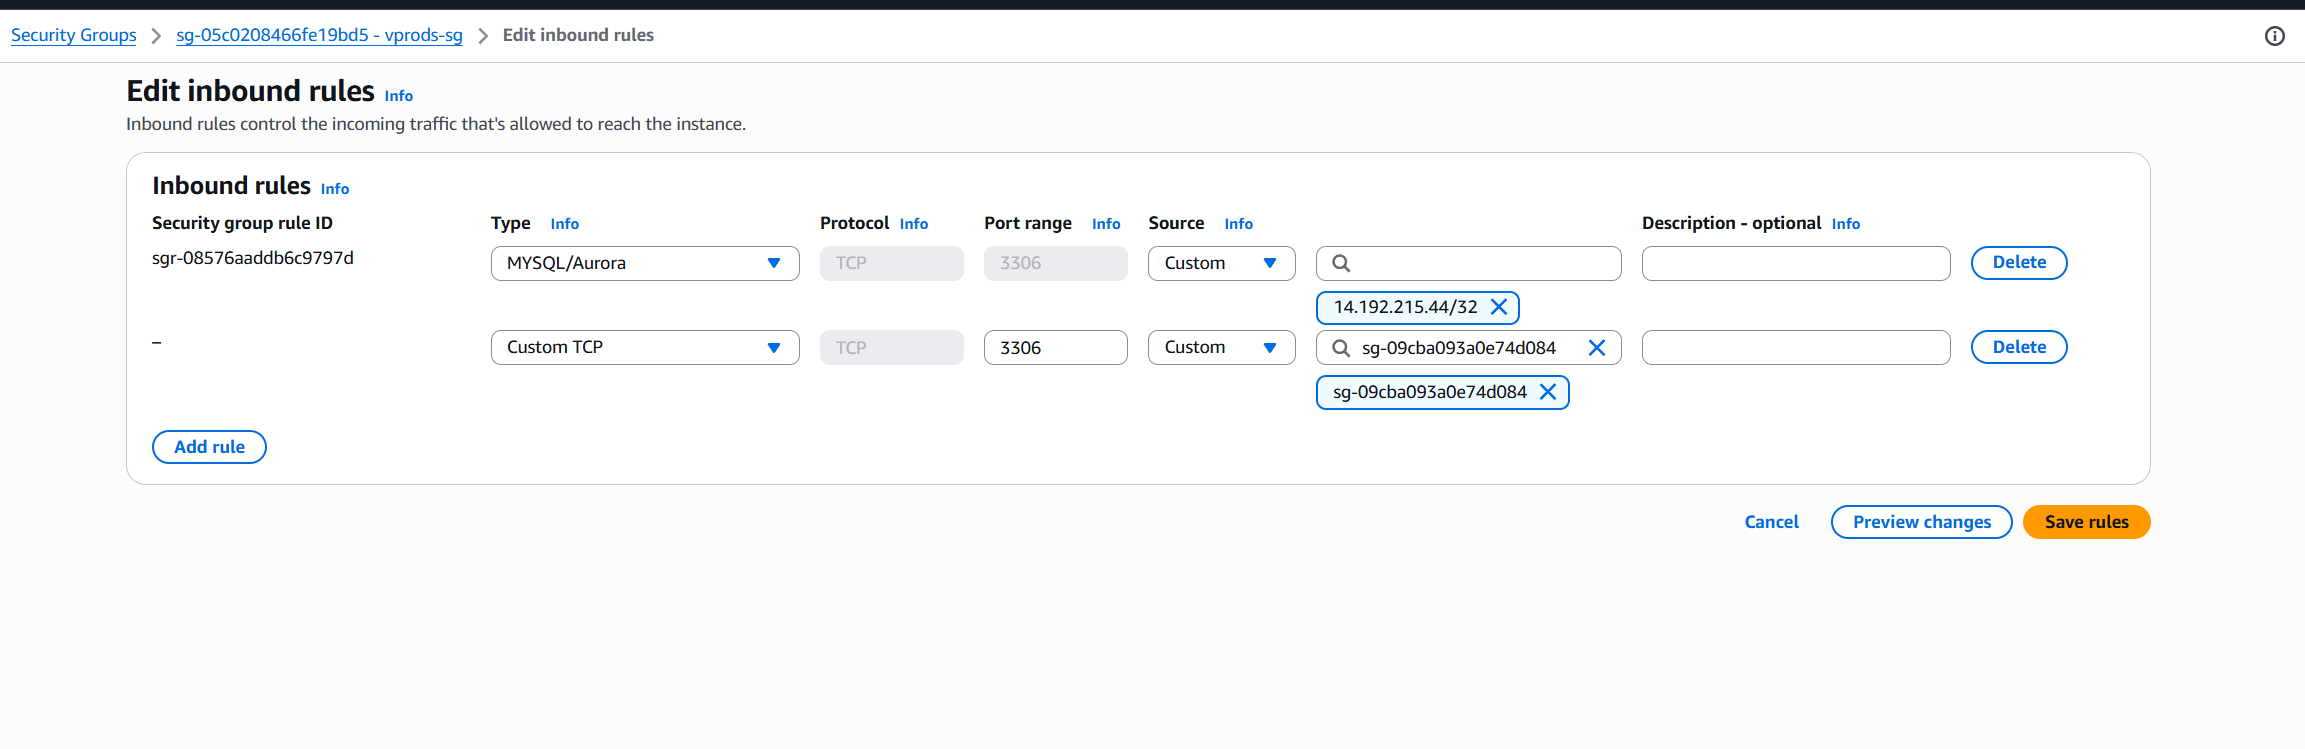 Security Groups > sg-05c0208466fe19bd5 - vprods-sg > Edit inbound rules
Edit inbound rules Info
Inbound rules control the incoming traffic that's allowed to reach the instance.
Inbound rules Info
Security group rule ID Type Info Protocol Info Port range Info Source Info Description - optional Info
sgr-08576aaddb6c9797d MYSQL/Aurora TCP 3306 Custom Delete
14.192.215.44/32
– Custom TCP TCP 3306 Custom sg-09cba093a0e74d084 Delete
sg-09cba093a0e74d084
Add rule
Cancel Preview changes Save rules